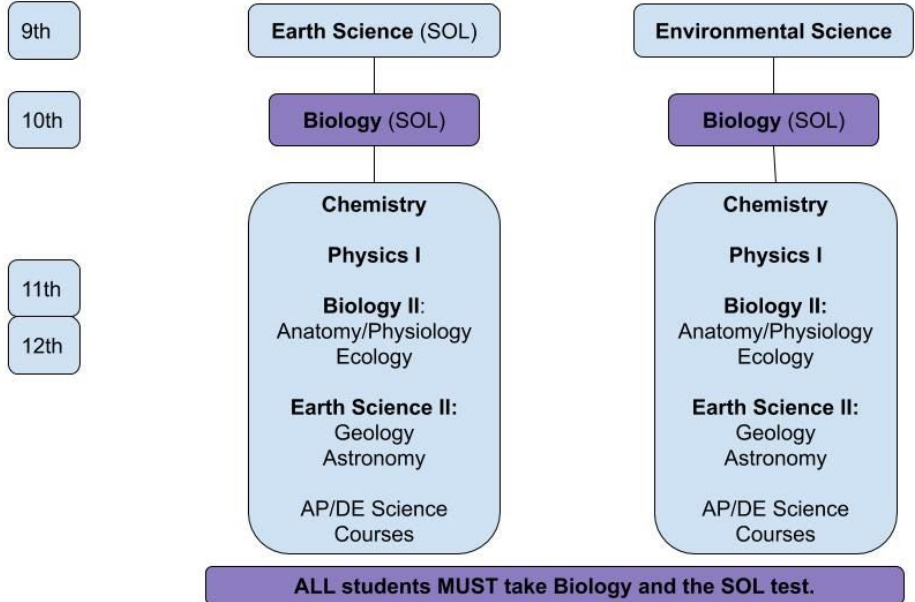 9th
Earth Science (SOL)
Environmental Science
10th
Biology (SOL)
Biology (SOL)
11th
12th
Chemistry
Physics I
Biology II:
Anatomy/Physiology
Ecology
Earth Science II:
Geology
Astronomy
AP/DE Science
Courses
Chemistry
Physics I
Biology II:
Anatomy/Physiology
Ecology
Earth Science II:
Geology
Astronomy
AP/DE Science
Courses
ALL students MUST take Biology and the SOL test.